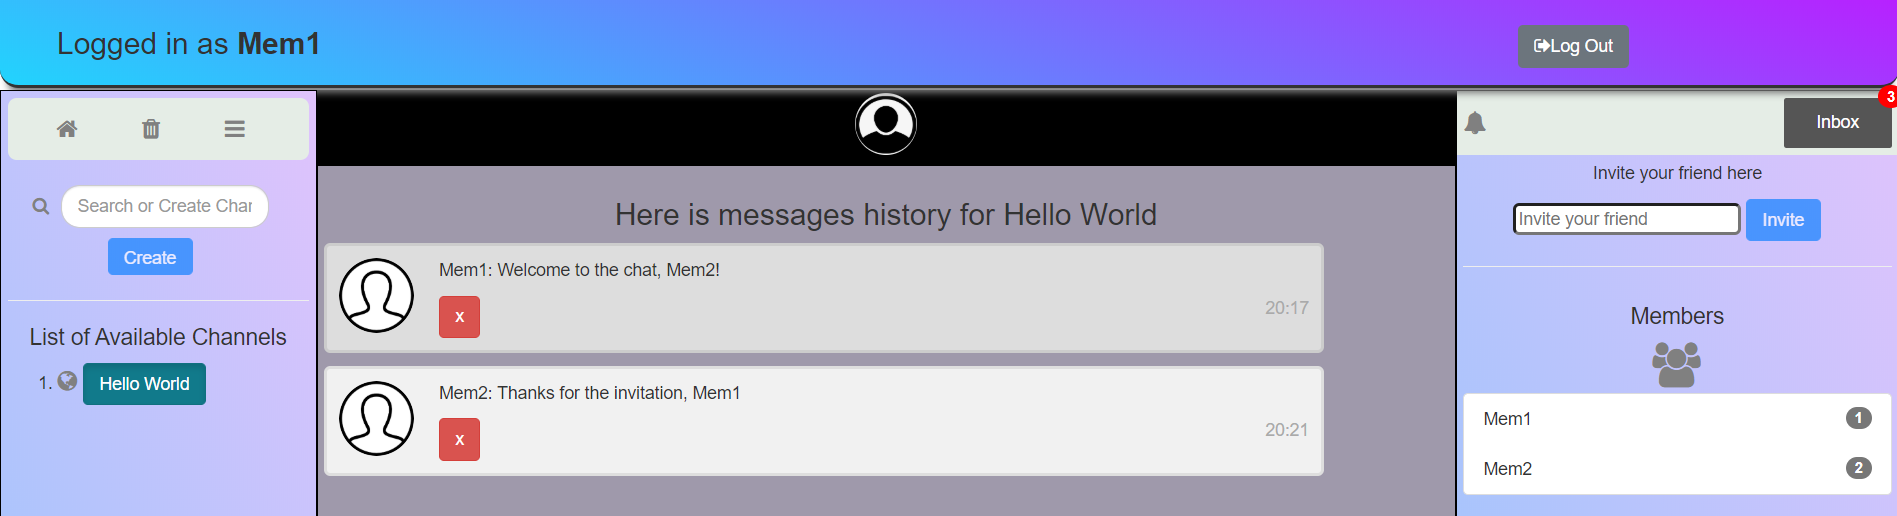 Logged in as Mem1
Log Out
3
Inbox
Search or Create Char
Create
List of Available Channels
1. Hello World
Here is messages history for Hello World
Mem1: Welcome to the chat, Mem2!
x
20:17
Mem2: Thanks for the invitation, Mem1
x
20:21
Invite your friend here
Invite your friend
Invite
Members
Mem1 1
Mem2 2